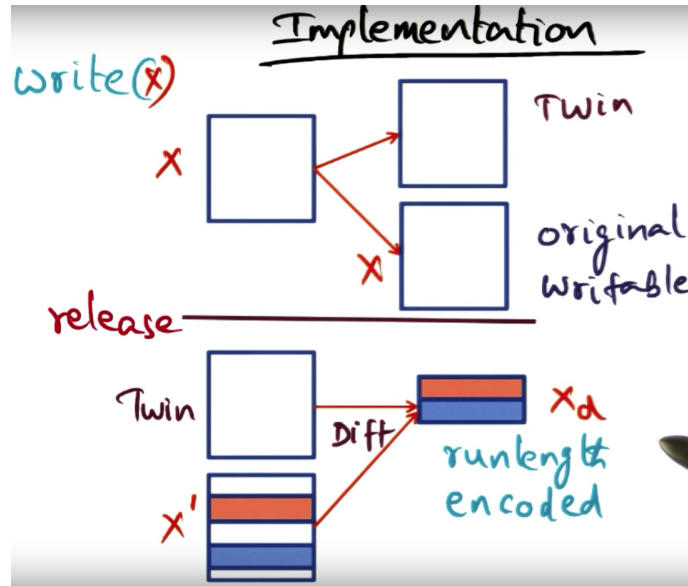 Implementation
write(x)
Twin
X
original
X
writable
release
Twin
Diff
Xd
runlength
encoded
X'